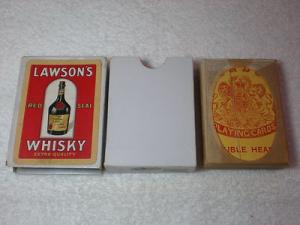 LAWSON'S
RED SEAL
WHISKY
EXTRA QUALITY
PLAYING CARDS
UBLE HEA